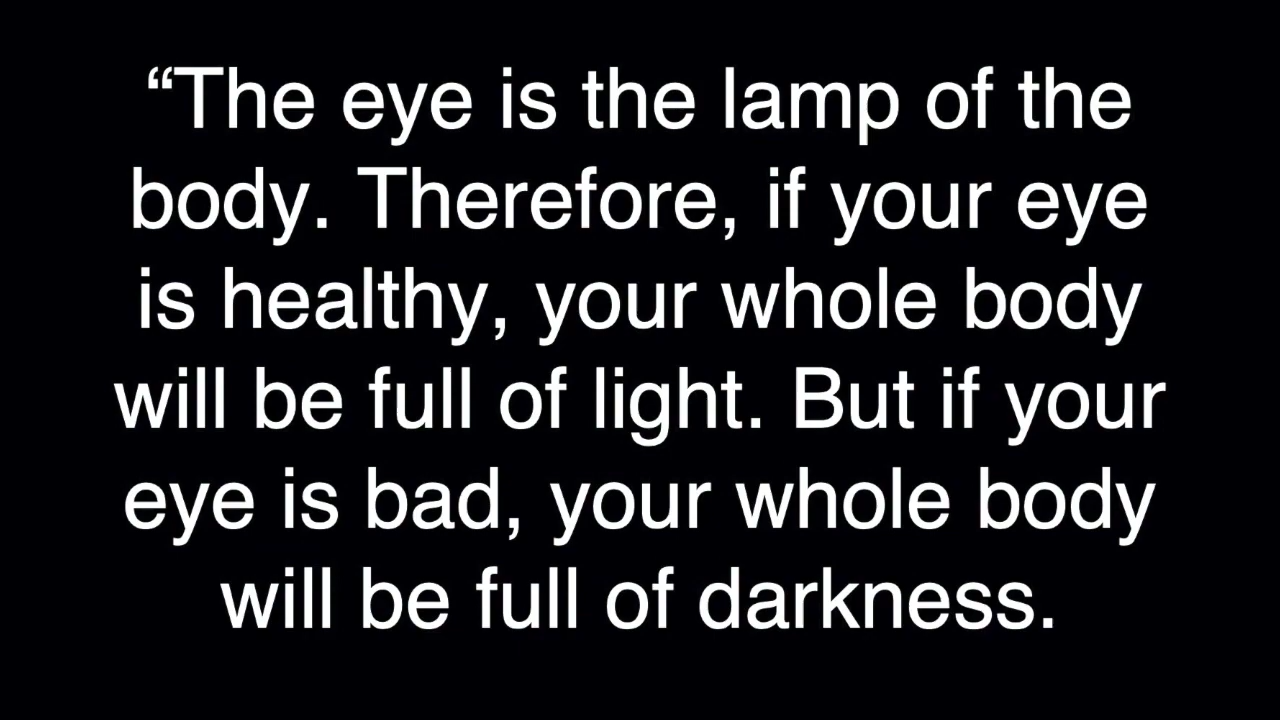 “The eye is the lamp of the
body. Therefore, if your eye
is healthy, your whole body
will be full of light. But if your
eye is bad, your whole body
will be full of darkness.